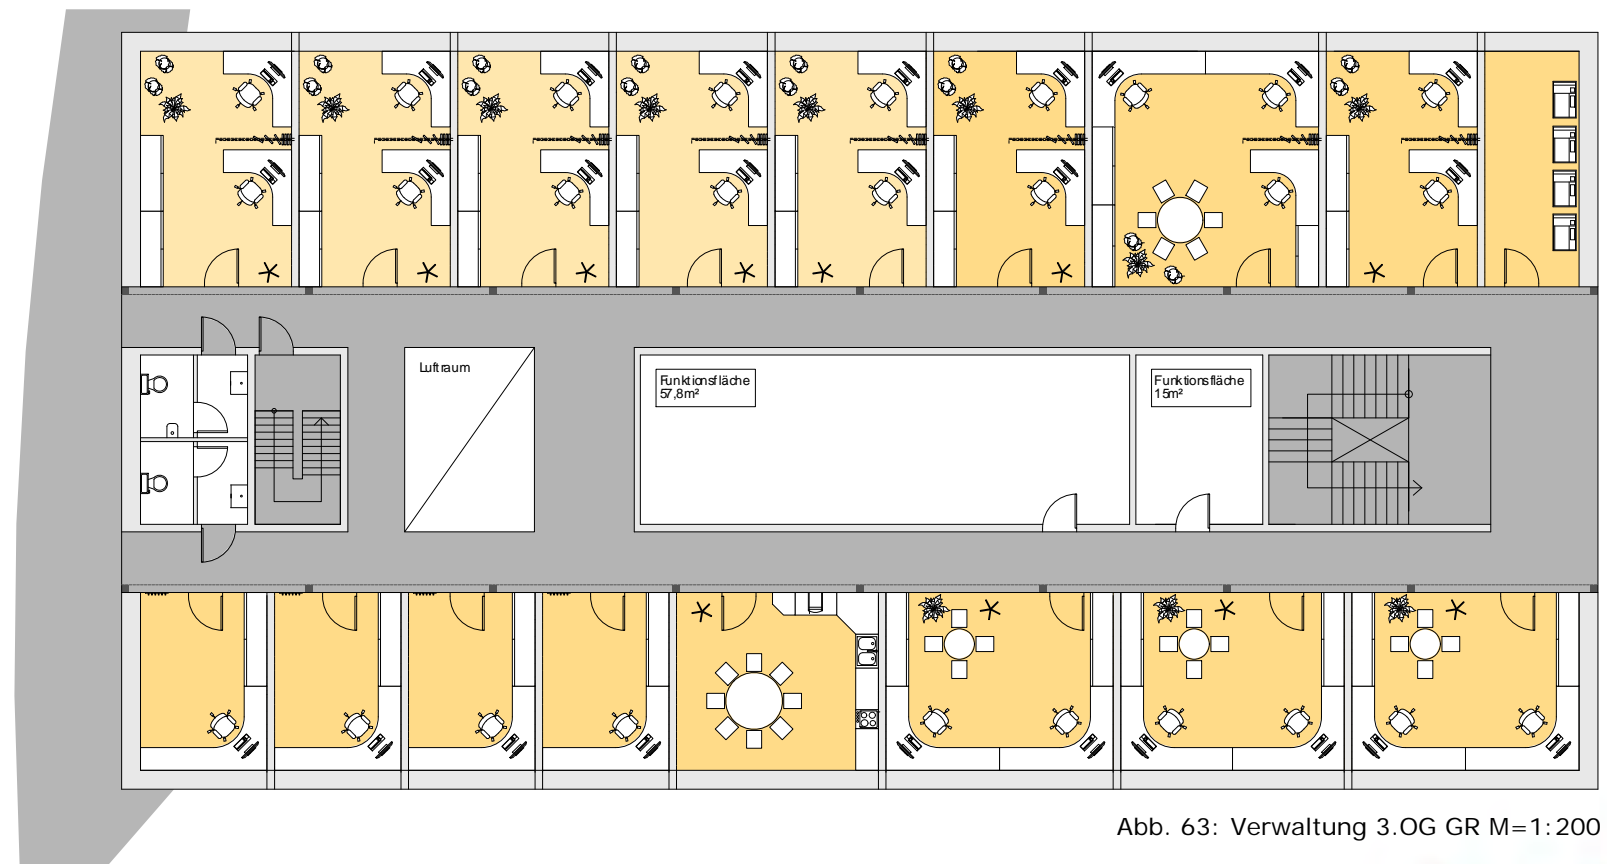 Luftraum
Funktionsfläche
57,8m²
Funktionsfläche
15m²
Abb. 63: Verwaltung 3.OG GR M=1:200